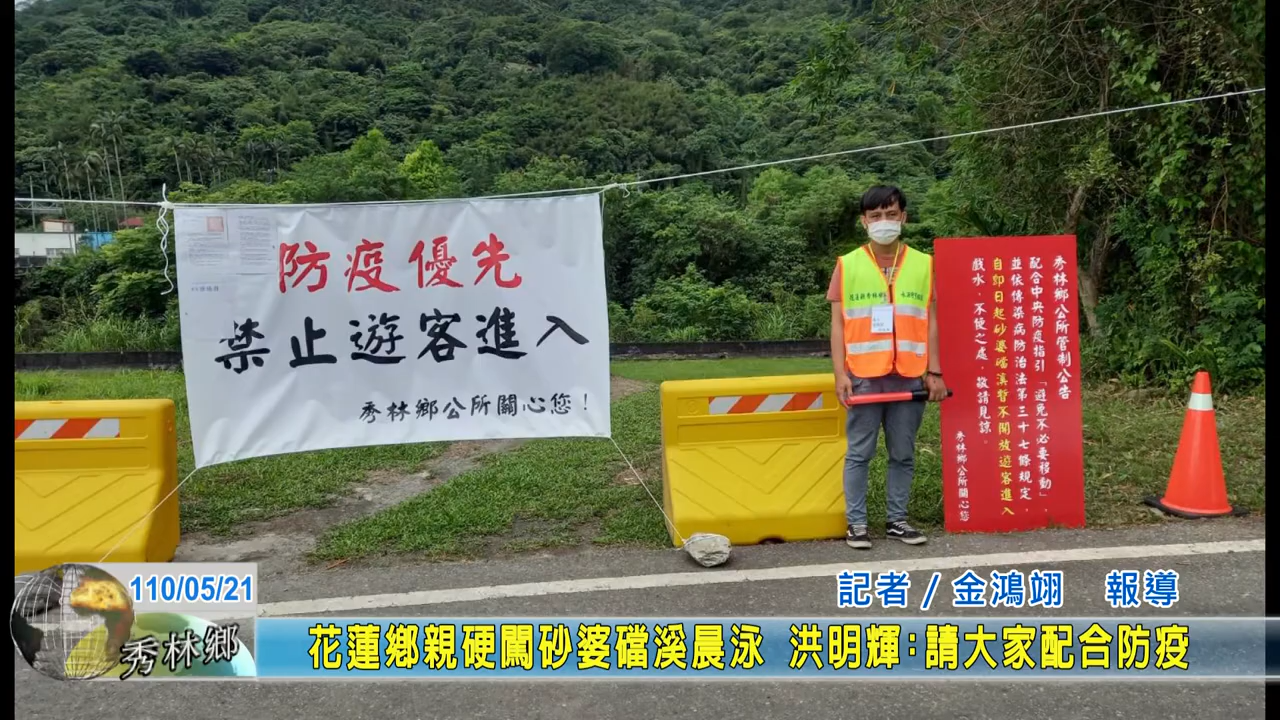 防疫優先
禁止遊客進入
秀林鄉公所關心您！
秀林鄉公所管制公告
配合中央防疫指引「避免不必要移動」，
並依傳染病防治法第三十七條規定，
自即日起砂婆噹溪暫不開放遊客進入
戲水，不便之處，敬請見諒。
秀林鄉公所關心您
110/05/21
秀林鄉
記者／金鴻翊 報導
花蓮鄉親硬闖砂婆礑溪晨泳 洪明輝：請大家配合防疫